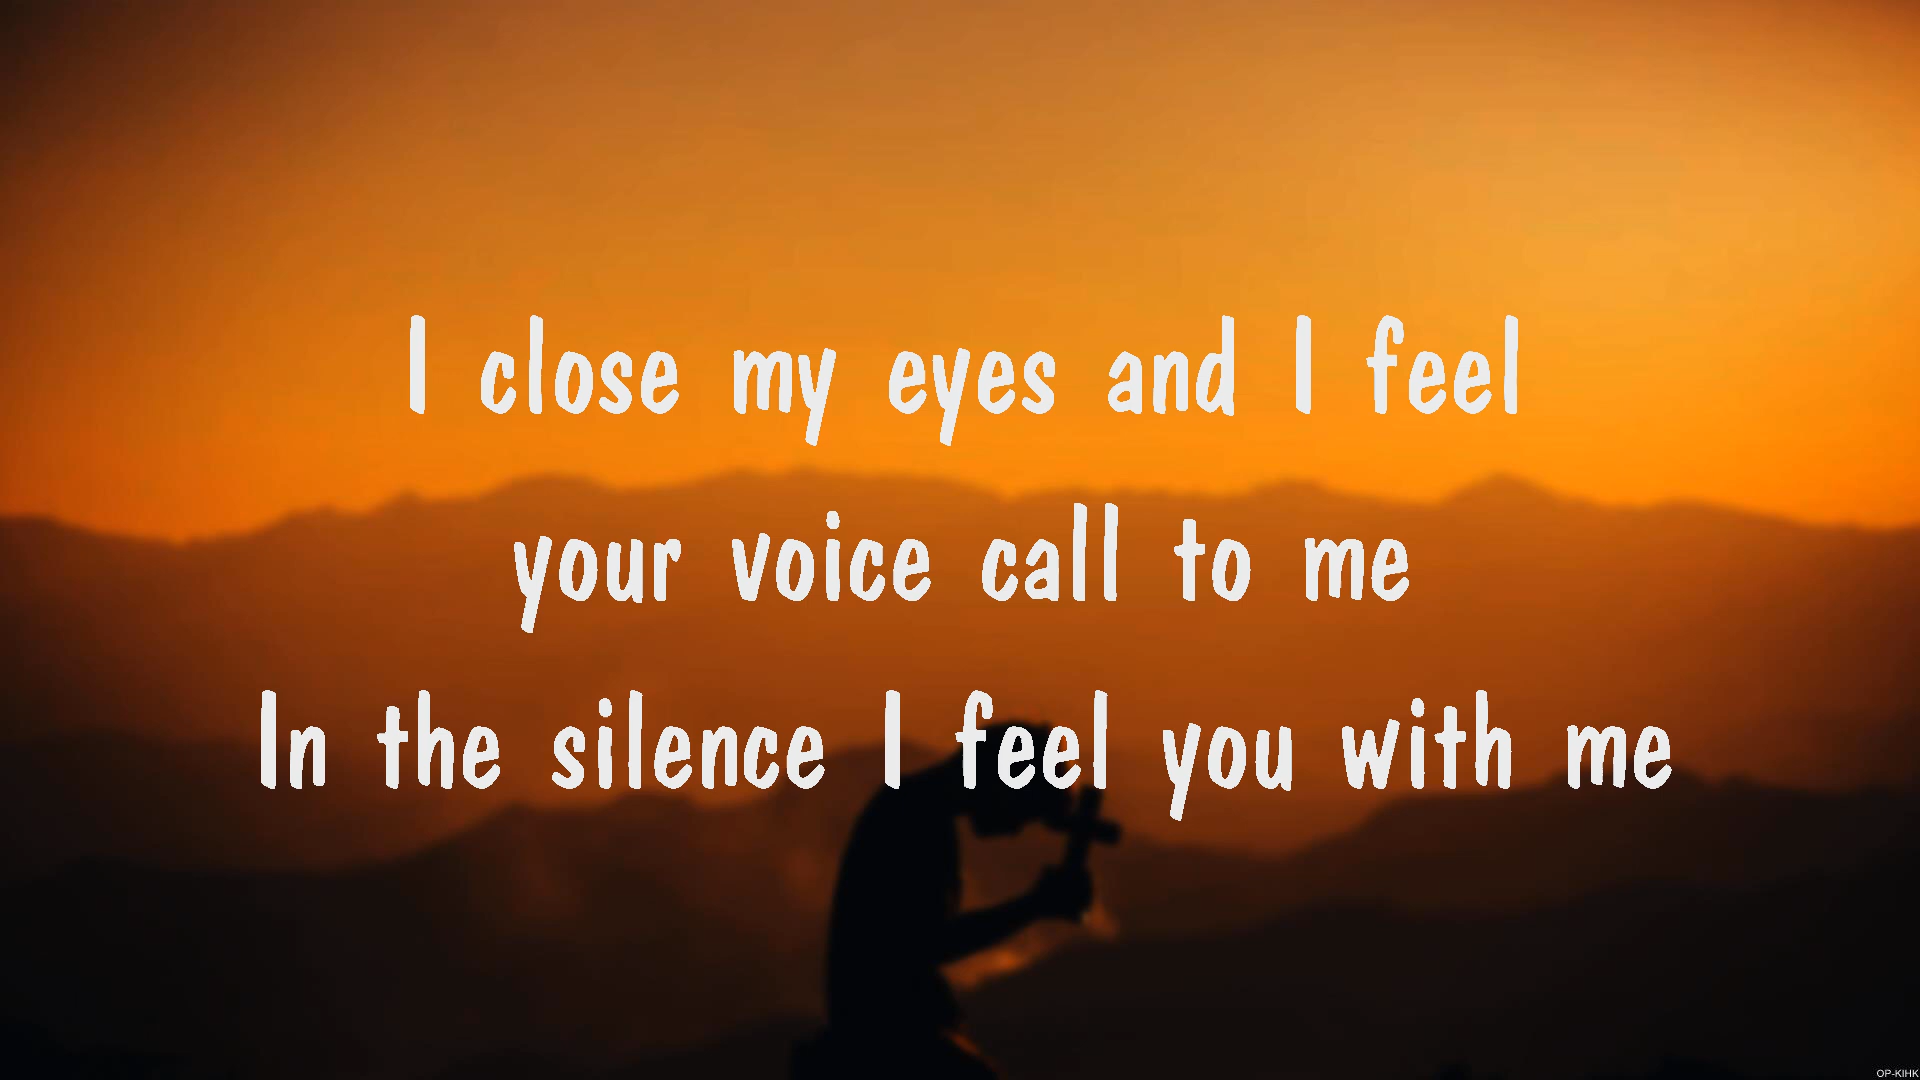 I close my eyes and I feel
your voice call to me
In the silence I feel you with me
OP-KIHK